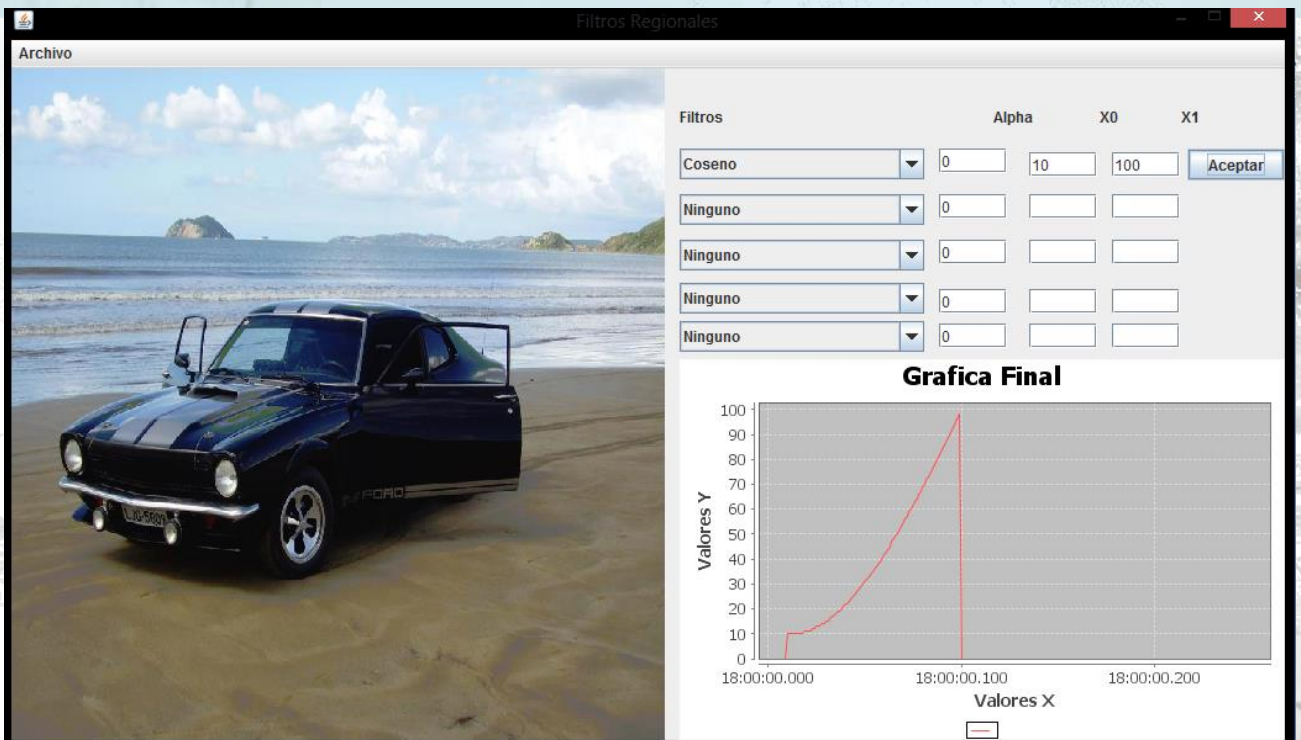 Filtros Regionales
Archivo
Filtros Alpha X0 X1
Coseno 0 10 100 Aceptar
Ninguno 0
Ninguno 0
Ninguno 0
Ninguno 0
FORD
LJG-5809
Grafica Final
Valores Y
100
90
80
70
60
50
40
30
20
10
0
18:00:00.000 18:00:00.100 18:00:00.200
Valores X